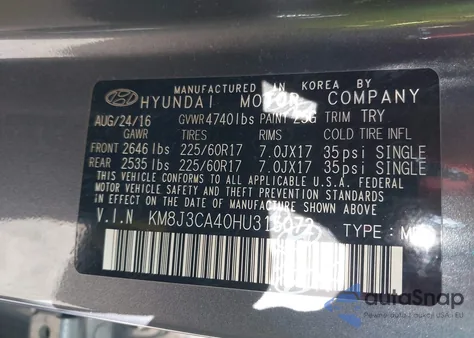 MANUFACTURED IN KOREA BY
HYUNDAI MOTOR COMPANY
AUG/24/16 GVWR 4740lbs PAINT TRIM TRY
GAWR TIRES RIMS COLD TIRE INFL
FRONT 2646 lbs 225/60R17 7.0JX17 35psi SINGLE
REAR 2535 lbs 225/60R17 7.0JX17 35psi SINGLE
THIS VEHICLE CONFORMS TO ALL APPLICABLE U.S.A. FEDERAL
MOTOR VEHICLE SAFETY, BUMPER, AND THEFT PREVENTION
STANDARDS IN EFFECT ON THE DATE OF MANUFACTURE SHOWN ABOVE.
V.I.N TYPE :
autoSnap